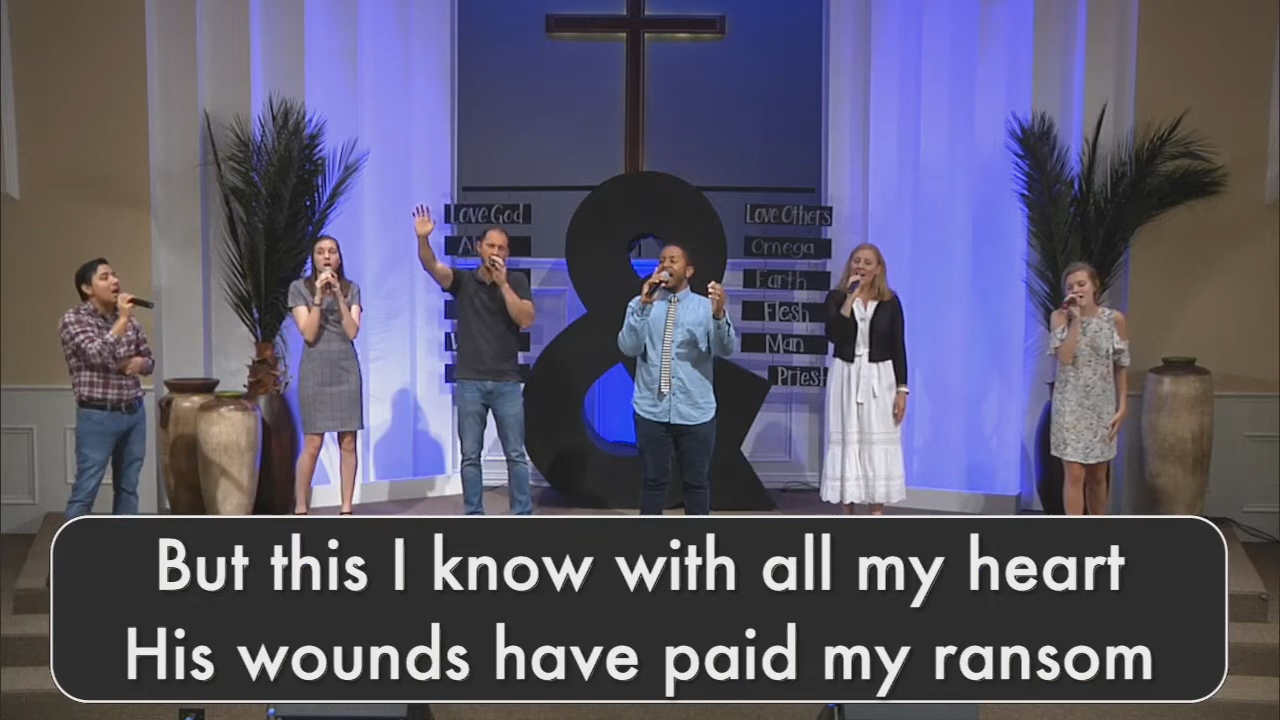 Love God
Love Others
Omega
Earth
Flesh
Man
Priest
&
But this I know with all my heart
His wounds have paid my ransom